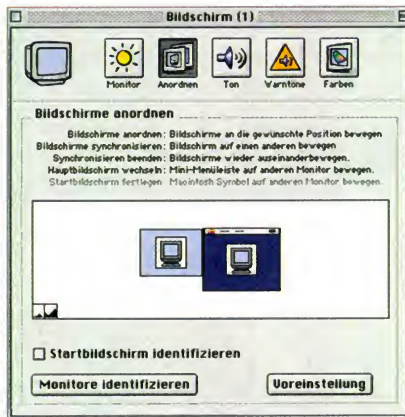 Bildschirm (1)
Monitor Anordnen Ton Warntöne Farben
Bildschirme anordnen
Bildschirme anordnen: Bildschirme an die gewünschte Position bewegen
Bildschirme synchronisieren: Bildschirm auf einen anderen bewegen
Synchronisieren beenden: Bildschirme wieder auseinanderbewegen.
Hauptbildschirm wechseln: Mini-Menüleiste auf anderen Monitor bewegen.
Startbildschirm festlegen Macintosh Symbol auf anderen Monitor bewegen.
Startbildschirm identifizieren
Monitore identifizieren Voreinstellung